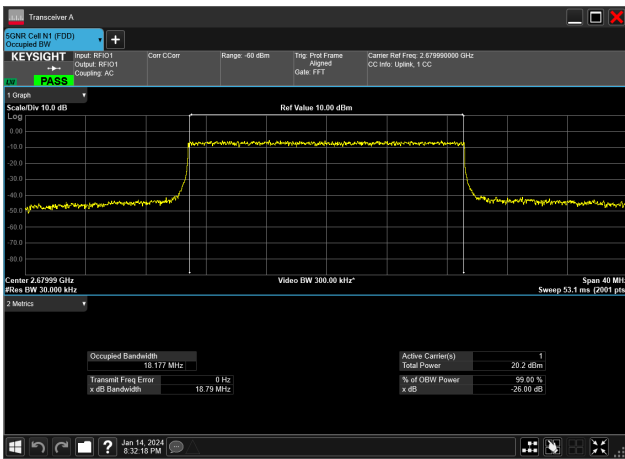 Transceiver A
5GNR Cell N1 (FDD)
Occupied BW
KEYSIGHT
Input: RFIO1
Output: RFIO1
Coupling: AC
Corr CCorr
Range: -60 dBm
Trig: Prot Frame
Aligned
Gate: FFT
Carrier Ref Freq: 2.679990000 GHz
CC Info: Uplink, 1 CC
PASS
1 Graph
Scale/Div 10.0 dB
Ref Value 10.00 dBm
Log
0.00
-10.0
-20.0
-30.0
-40.0
-50.0
-60.0
-70.0
-80.0
Center 2.67999 GHz
Video BW 300.00 kHz*
Span 40 MHz
#Res BW 30.000 kHz
Sweep 53.1 ms (2001 pts
2 Metrics
Occupied Bandwidth
18.177 MHz
Active Carrier(s) 1
Total Power 20.2 dBm
Transmit Freq Error 0 Hz
x dB Bandwidth 18.79 MHz
% of OBW Power 99.00 %
x dB -26.00 dB
?
Jan 14, 2024
8:32:18 PM